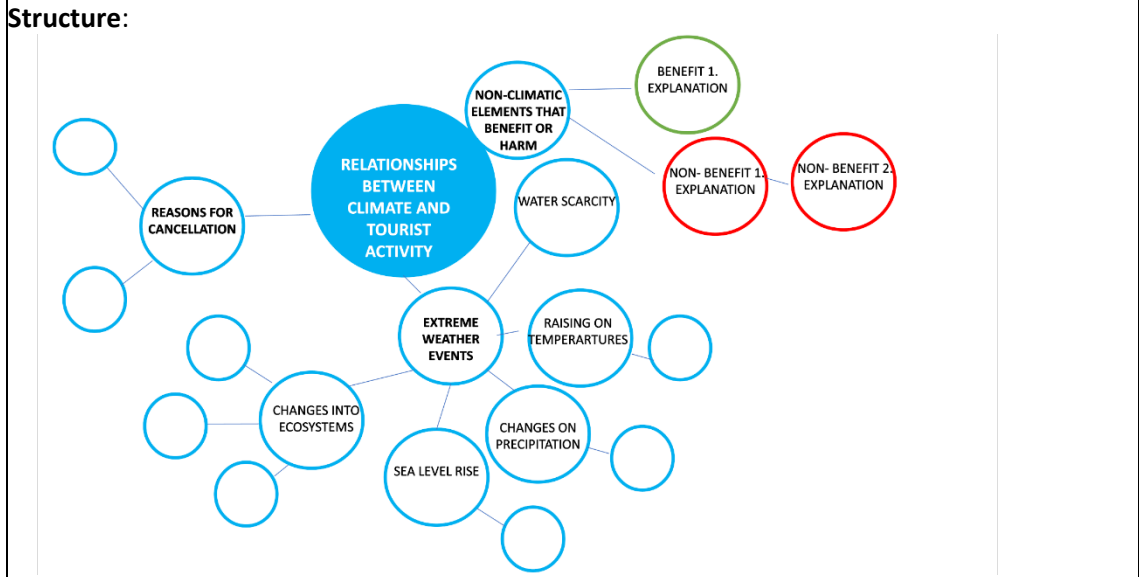 Structure:
BENEFIT 1.
EXPLANATION
NON-CLIMATIC
ELEMENTS THAT
BENEFIT OR
HARM
NON- BENEFIT 1.
EXPLANATION
NON- BENEFIT 2.
EXPLANATION
RELATIONSHIPS
BETWEEN
CLIMATE AND
TOURIST
ACTIVITY
WATER SCARCITY
REASONS FOR
CANCELLATION
EXTREME
WEATHER
EVENTS
RAISING ON
TEMPERARTURES
CHANGES INTO
ECOSYSTEMS
CHANGES ON
PRECIPITATION
SEA LEVEL RISE